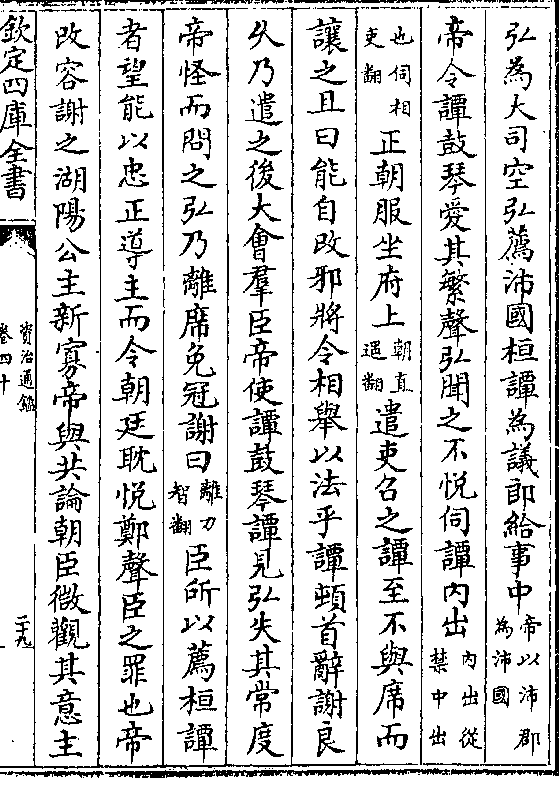 弘為大司空弘薦沛國桓譚為議郎給事中帝以沛郡為沛國
帝令譚鼓琴愛其繁聲弘聞之不悅伺譚内出内出從禁中出
也伺相吏翻正朝服坐府上朝直遥翻遣吏召之譚至不與席而
讓之且曰能自改邪將令相舉以法乎譚頓首辭謝良
久乃遣之後大會羣臣帝使譚鼓琴譚見弘失其常度
帝怪而問之弘乃離席免冠謝曰離力智翻臣所以薦桓譚
者望能以忠正導主而令朝廷耽悅鄭聲臣之罪也帝
改容謝之湖陽公主新寡帝與共論朝臣微觀其意主
欽定四庫全書
資治通鑑
卷四十
二十九